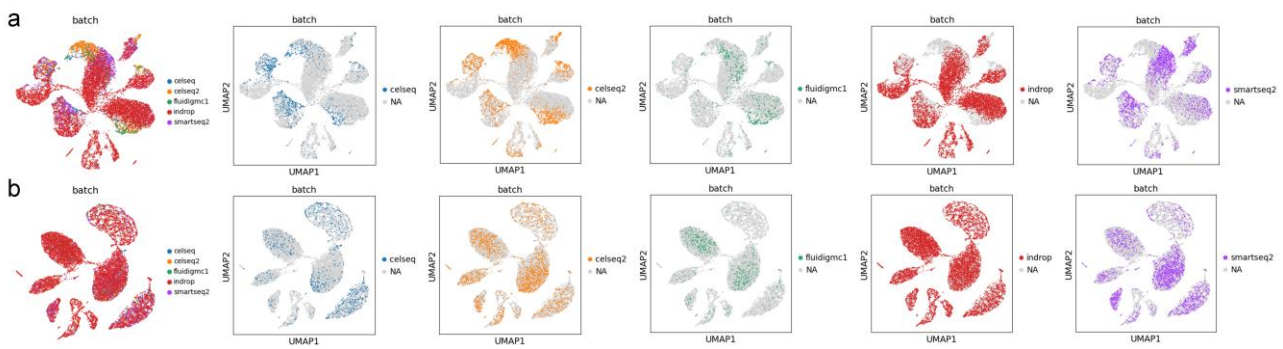 a
batch
celseq
celseq2
fluidigmc1
indrop
smartseq2
batch
UMAP2
UMAP1
celseq
NA
batch
UMAP2
UMAP1
celseq2
NA
batch
UMAP2
UMAP1
fluidigmc1
NA
batch
UMAP2
UMAP1
indrop
NA
batch
UMAP2
UMAP1
smartseq2
NA
b
batch
celseq
celseq2
fluidigmc1
indrop
smartseq2
batch
UMAP2
UMAP1
celseq
NA
batch
UMAP2
UMAP1
celseq2
NA
batch
UMAP2
UMAP1
fluidigmc1
NA
batch
UMAP2
UMAP1
indrop
NA
batch
UMAP2
UMAP1
smartseq2
NA